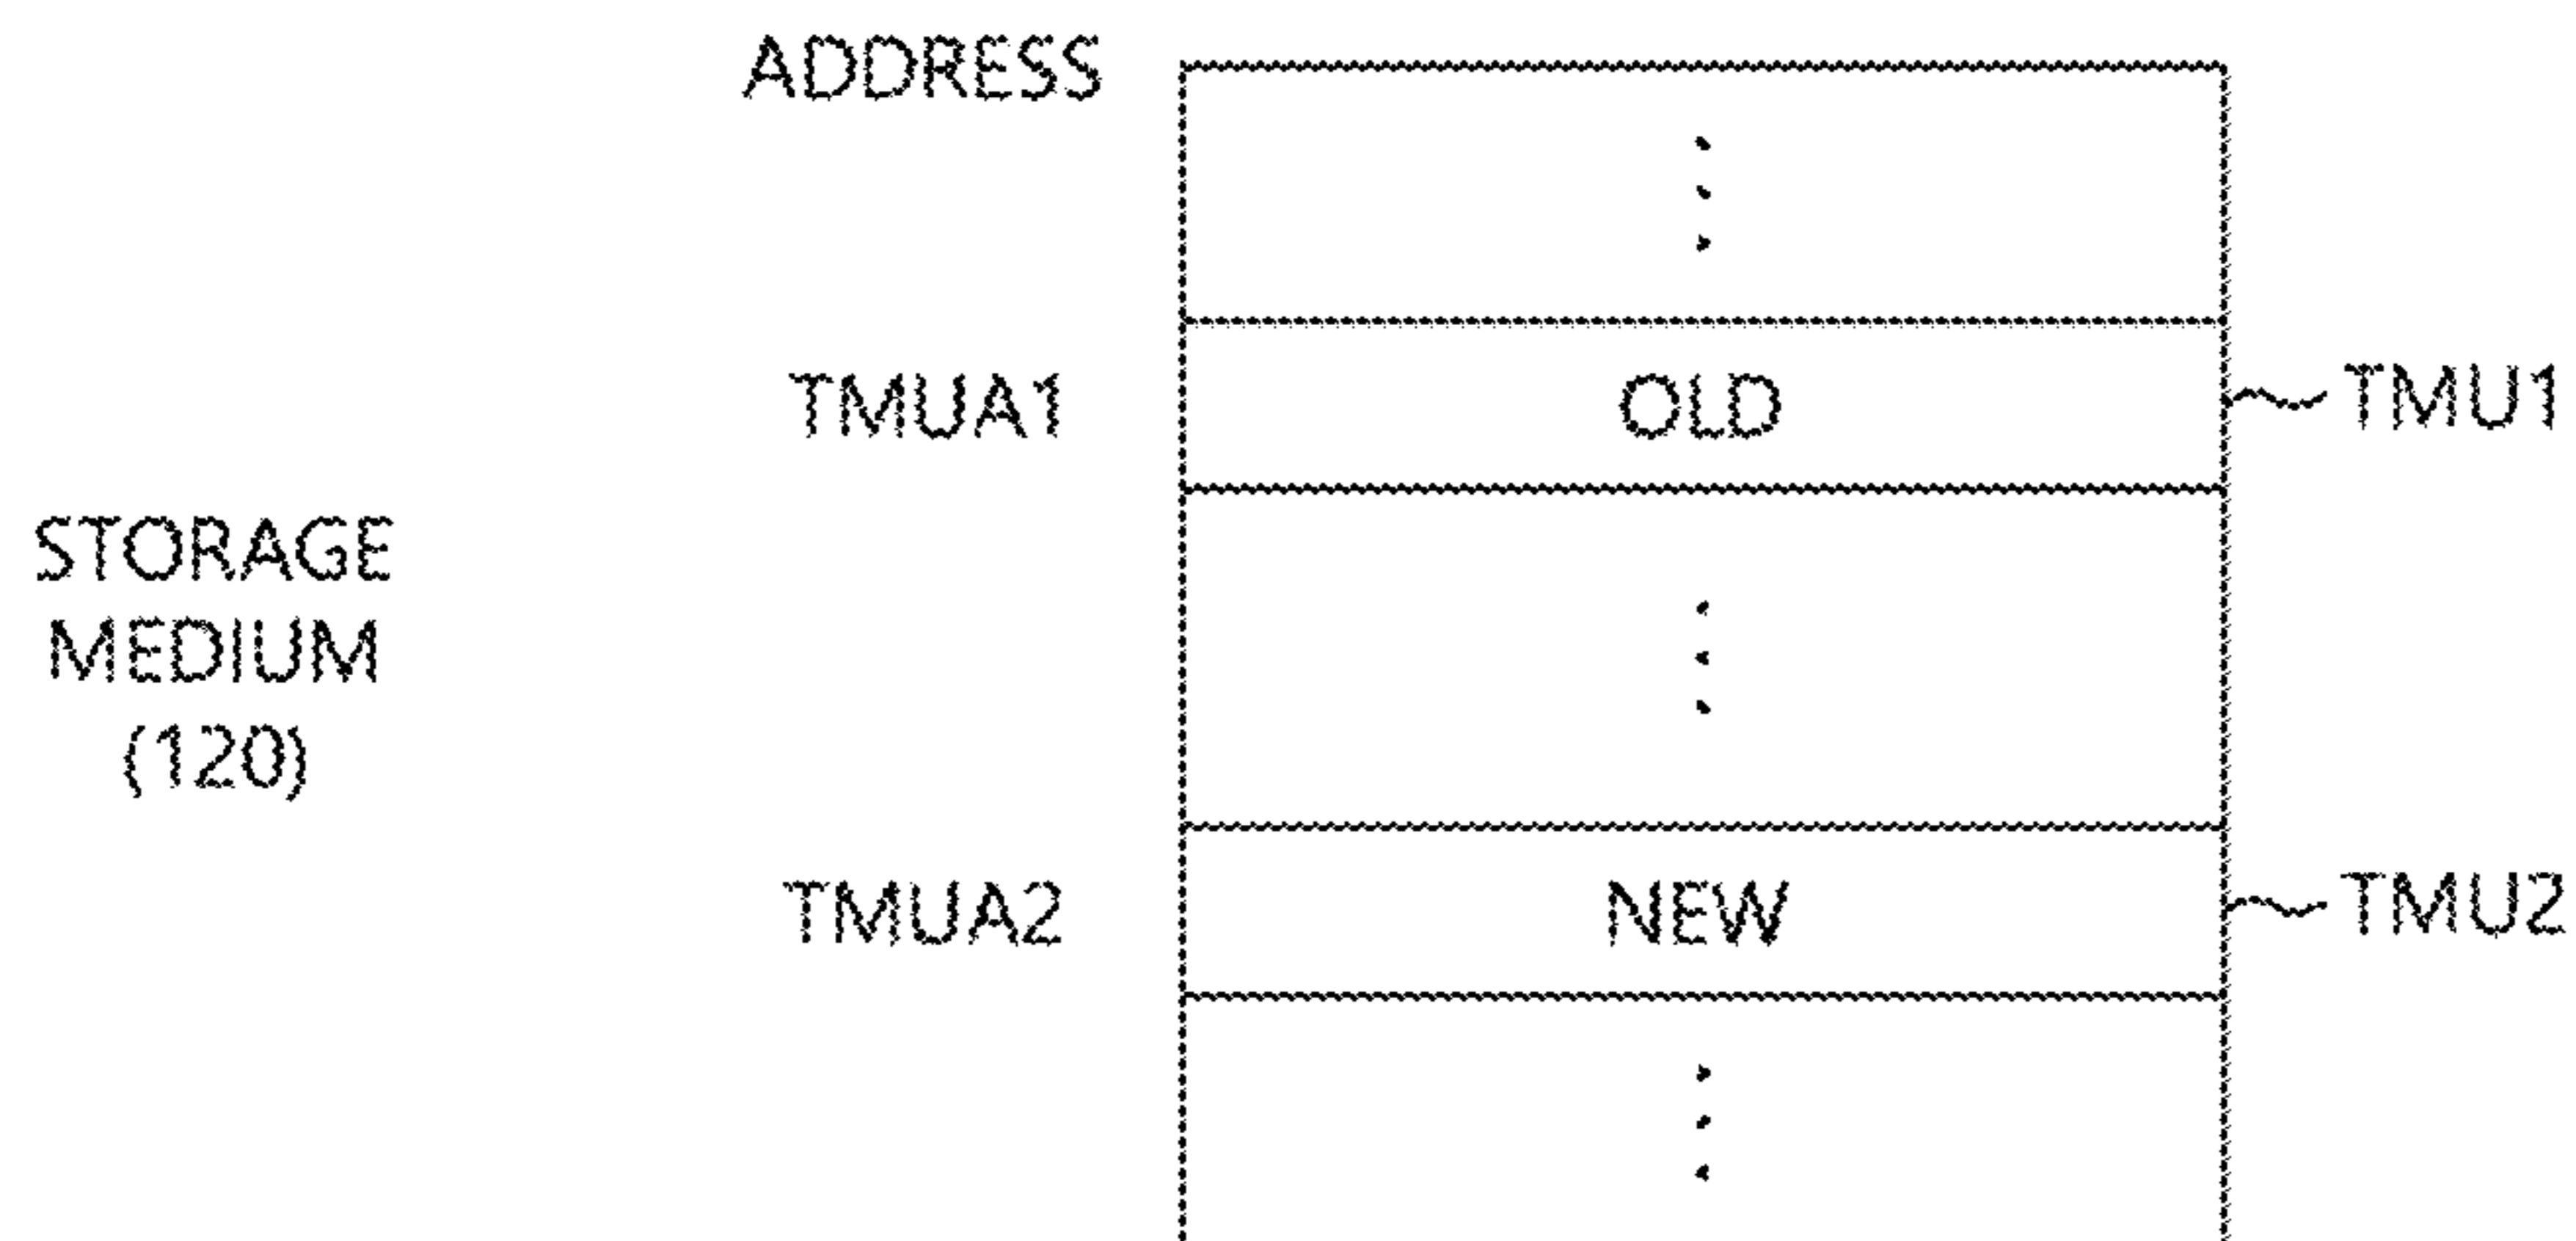 ADDRESS
TMUA1 OLD TMU1
STORAGE
MEDIUM
(120)
TMUA2 NEW TMU2